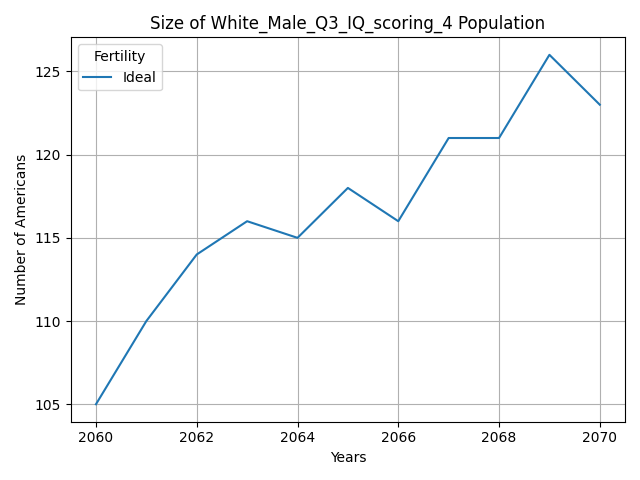 Size of White_Male_Q3_IQ_scoring_4 Population
Fertility
Ideal
Number of Americans
125
120
115
110
105
2060 2062 2064 2066 2068 2070
Years